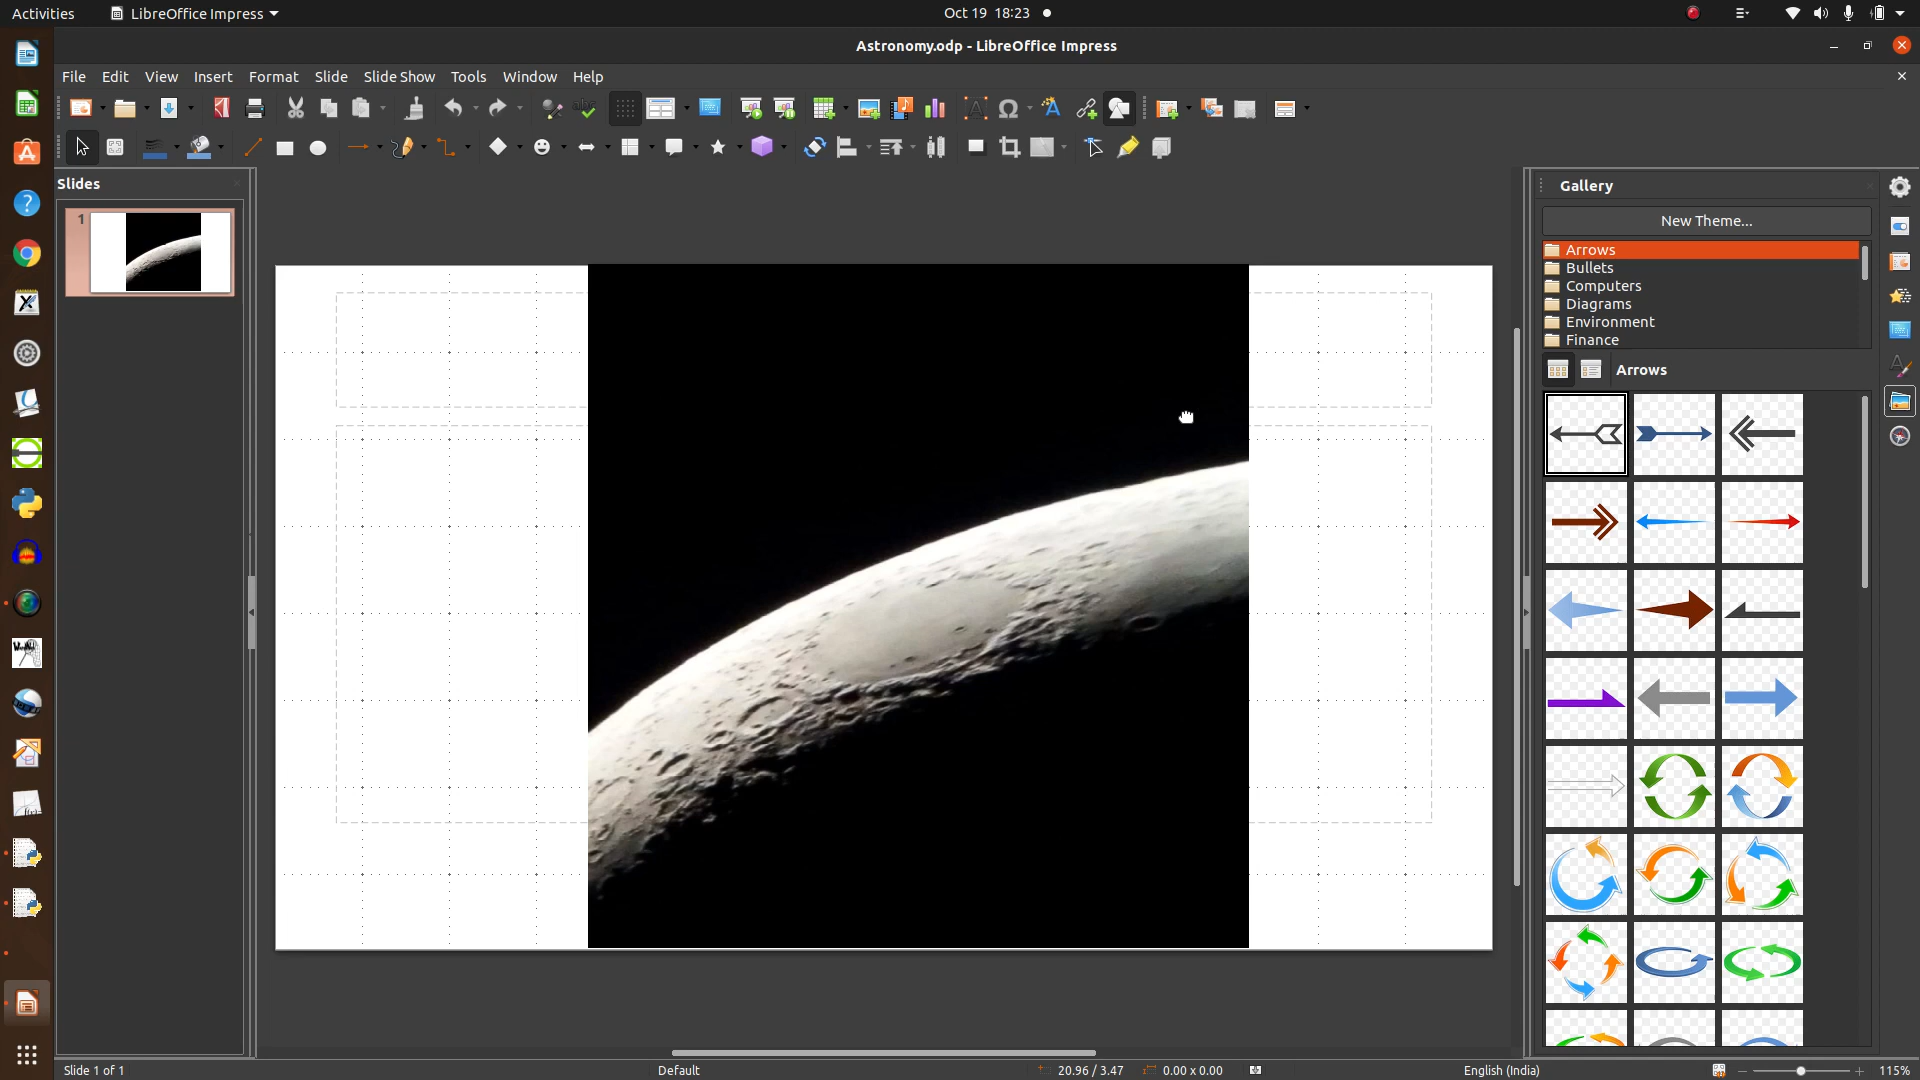 Activities
LibreOffice Impress
Oct 19 18:23
Astronomy.odp - LibreOffice Impress
File Edit View Insert Format Slide Slide Show Tools Window Help
Slides
1
Gallery
New Theme...
Arrows
Bullets
Computers
Diagrams
Environment
Finance
Arrows
Slide 1 of 1
Default
20.96 / 3.47
0.00 x 0.00
English (India)
115%